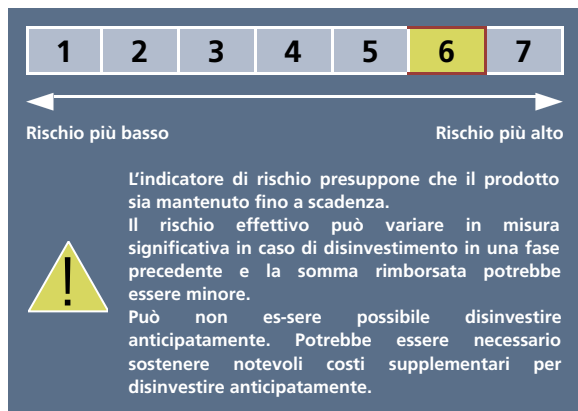 1 2 3 4 5 6 7
Rischio più basso Rischio più alto
L'indicatore di rischio presuppone che il prodotto
sia mantenuto fino a scadenza.
Il rischio effettivo può variare in misura
significativa in caso di disinvestimento in una fase
precedente e la somma rimborsata potrebbe
essere minore.
!
Può non es-sere possibile disinvestire
anticipatamente. Potrebbe essere necessario
sostenere notevoli costi supplementari per
disinvestire anticipatamente.